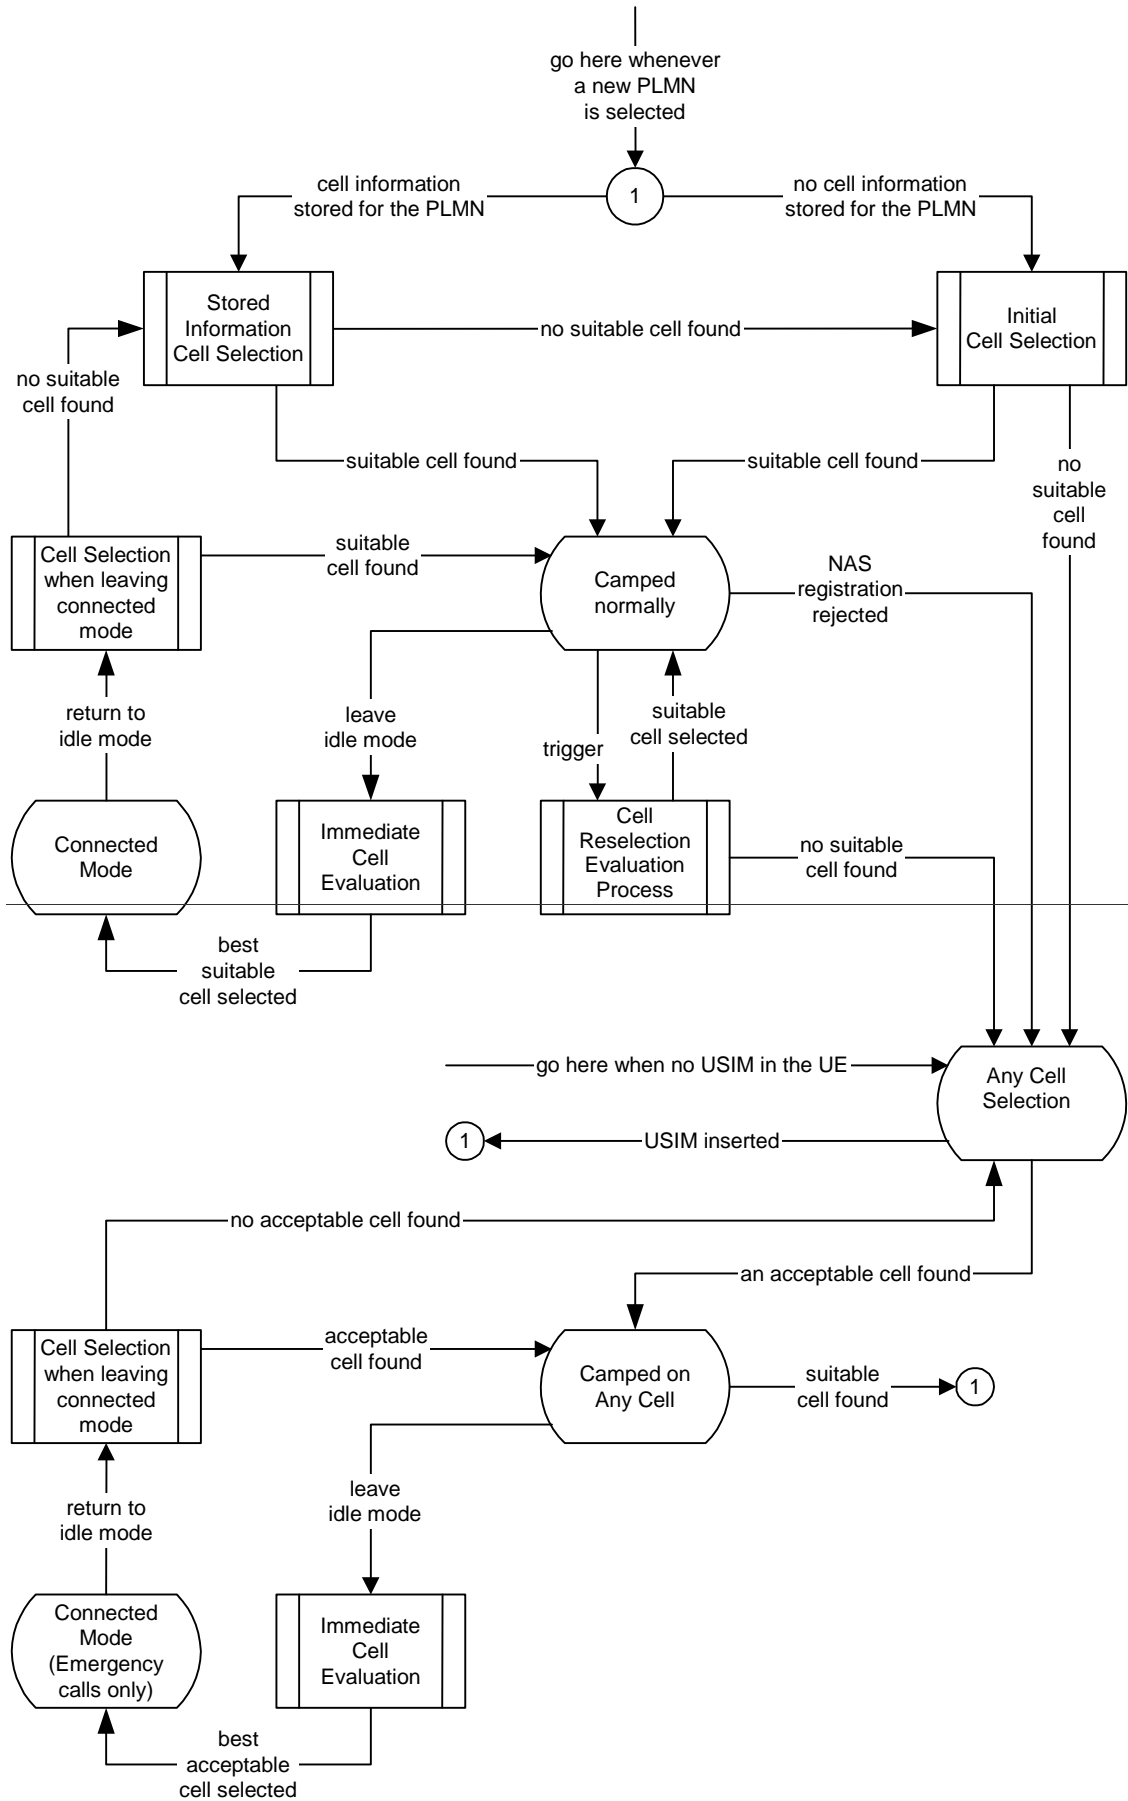 go here whenever
a new PLMN
is selected
1
cell information
stored for the PLMN
no cell information
stored for the PLMN
Stored
Information
Cell Selection
no suitable cell found
Initial
Cell Selection
no suitable
cell found
suitable cell found
suitable cell found
no
suitable
cell
found
Cell Selection
when leaving
connected
mode
suitable
cell found
Camped
normally
NAS
registration
rejected
return to
idle mode
leave
idle mode
trigger
suitable
cell selected
Connected
Mode
Immediate
Cell
Evaluation
Cell
Reselection
Evaluation
Process
no suitable
cell found
best
suitable
cell selected
go here when no USIM in the UE
Any Cell
Selection
1
USIM inserted
no acceptable cell found
an acceptable cell found
Cell Selection
when leaving
connected
mode
acceptable
cell found
Camped on
Any Cell
suitable
cell found
1
return to
idle mode
leave
idle mode
Connected
Mode
(Emergency
calls only)
Immediate
Cell
Evaluation
best
acceptable
cell selected